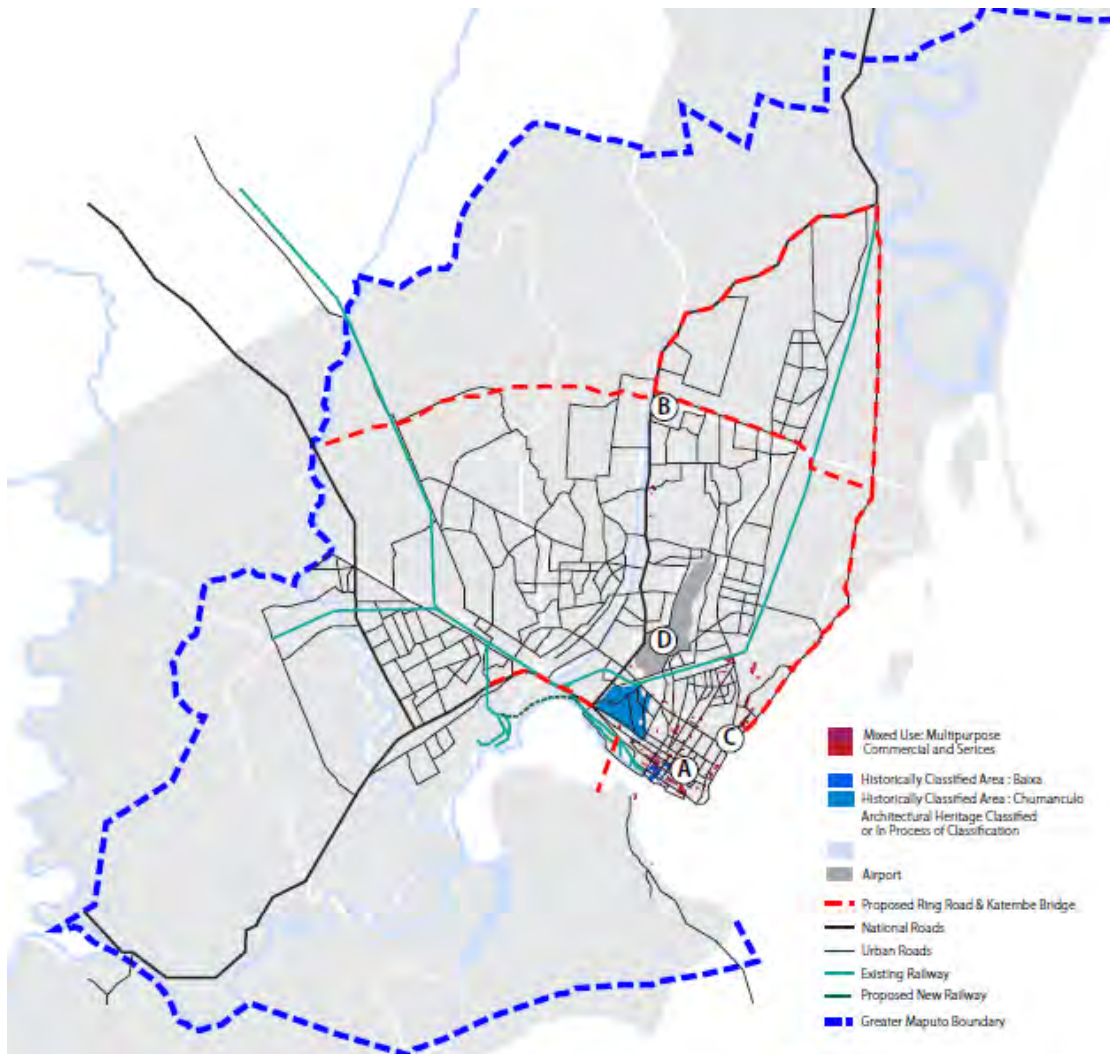 B
D
C
A
Mixed Use: Multipurpose
Commercial and Serices
Historically Classified Area : Baixa
Historically Classified Area : Chumanculo
Architectural Heritage Classified
or In Process of Classification
Airport
Proposed Ring Road & Katembe Bridge
National Roads
Urban Roads
Existing Railway
Proposed New Railway
Greater Maputo Boundary